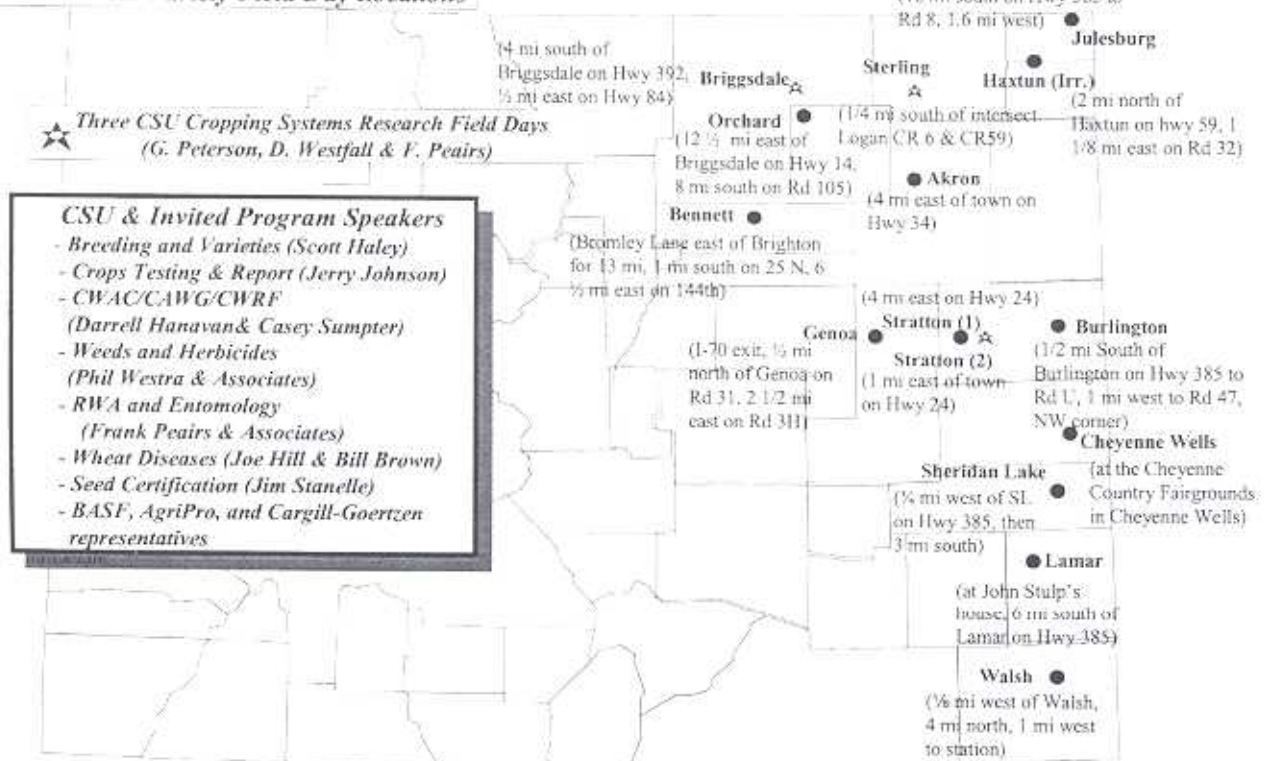 Rd 8, 1.6 mi west)
Julesburg
(4 mi south of
Briggsdale on Hwy 392,
½ mi east on Hwy 84)
Briggsdale
Sterling
Haxtun (Irr.)
(2 mi north of
Haxtun on hwy 59, 1
1/8 mi east on Rd 32)
Three CSU Cropping Systems Research Field Days
(G. Peterson, D. Westfall & F. Peairs)
Orchard
(12 ½ mi east of
Briggsdale on Hwy 14,
8 mi south on Rd 105)
(1/4 mi south of intersect
Logan CR 6 & CR59)
Akron
(4 mi east of town on
Hwy 34)
CSU & Invited Program Speakers
- Breeding and Varieties (Scott Haley)
- Crops Testing & Report (Jerry Johnson)
- CWAC/CAWG/CWRF
(Darrell Hanavan& Casey Sumpter)
- Weeds and Herbicides
(Phil Westra & Associates)
- RWA and Entomology
(Frank Peairs & Associates)
- Wheat Diseases (Joe Hill & Bill Brown)
- Seed Certification (Jim Stanelle)
- BASF, AgriPro, and Cargill-Goertzen
representatives
Bennett
(Bromley Lane east of Brighton
for 13 mi, 1 mi south on 25 N, 6
½ mi east on 144th)
(4 mi east on Hwy 24)
Genoa
Stratton (1)
Stratton (2)
(1 mi east of town
on Hwy 24)
(I-70 exit, ½ mi
north of Genoa on
Rd 31, 2 1/2 mi
east on Rd 3H)
Burlington
(1/2 mi South of
Burlington on Hwy 385 to
Rd U, 1 mi west to Rd 47,
NW corner)
Cheyenne Wells
(at the Cheyenne
Country Fairgrounds
in Cheyenne Wells)
Sheridan Lake
mi west of SL
on Hwy 385, then
3 mi south)
Lamar
(at John Stulp's
house, 6 mi south of
Lamar on Hwy 385)
Walsh
mi west of Walsh,
4 mi north, 1 mi west
to station)